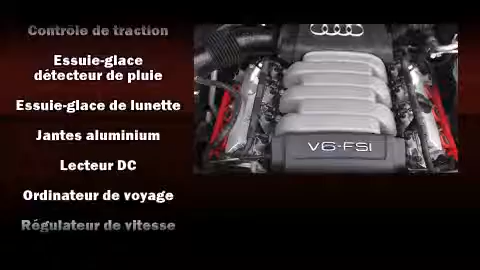 Contrôle de traction
Essuie-glace
détecteur de pluie
Essuie-glace de lunette
Jantes aluminium
Lecteur DC
Ordinateur de voyage
Régulateur de vitesse
V6-FSI